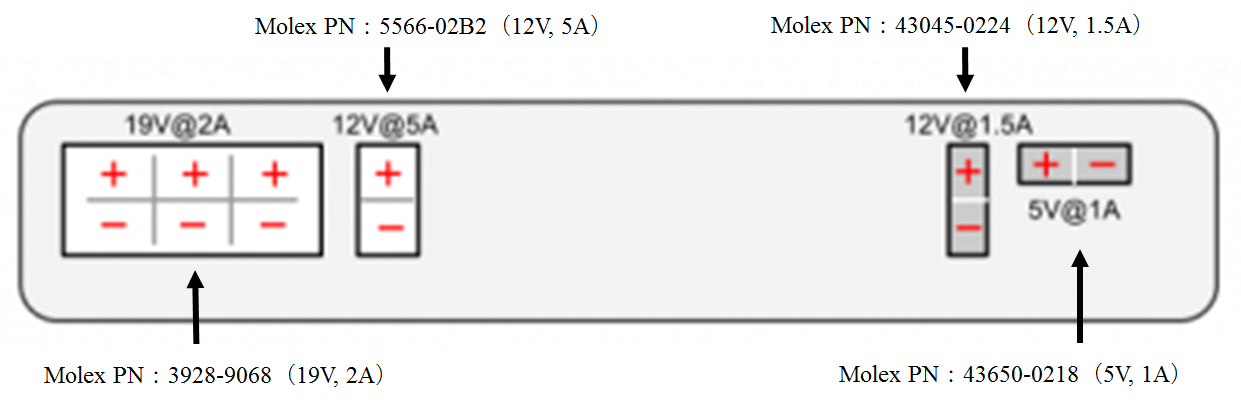 Molex PN：5566-02B2（12V, 5A）
Molex PN：43045-0224（12V, 1.5A）
19V@2A
12V@5A
12V@1.5A
+ + +
+
+
+ −
− − −
−
−
5V@1A
Molex PN：3928-9068（19V, 2A）
Molex PN：43650-0218（5V, 1A）